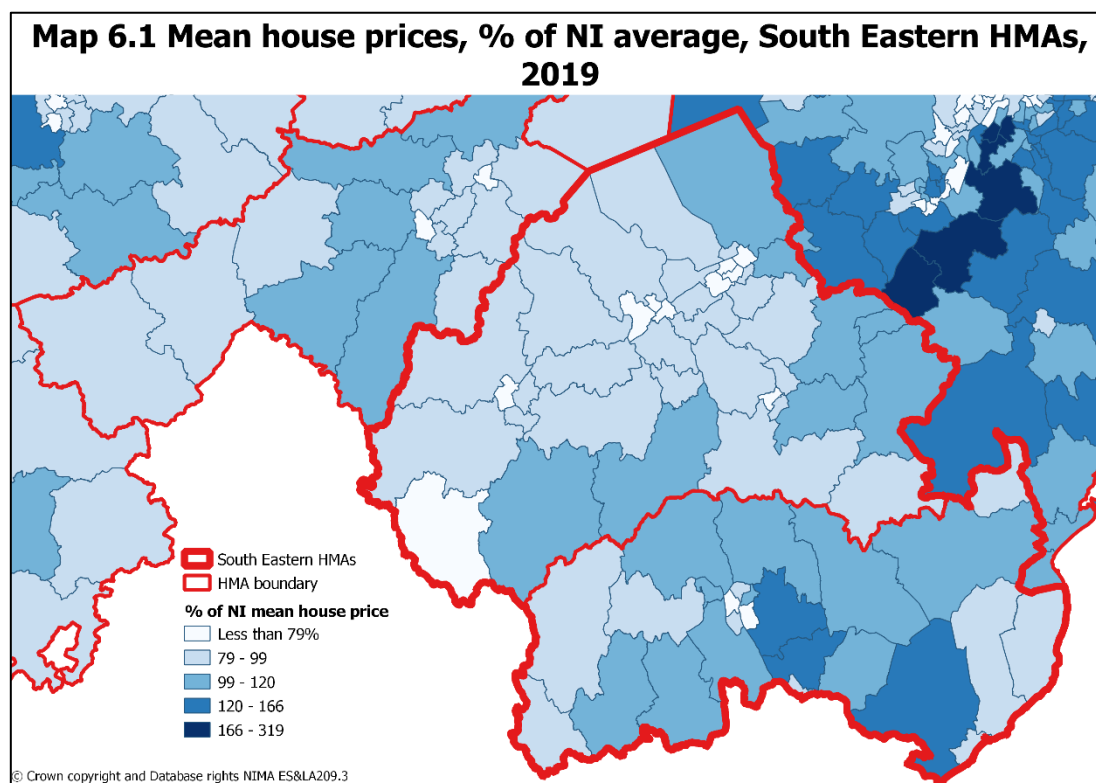 Map 6.1 Mean house prices, % of NI average, South Eastern HMAs,
2019
South Eastern HMAs
HMA boundary
% of NI mean house price
Less than 79%
79 - 99
99 - 120
120 - 166
166 - 319
© Crown copyright and Database rights NIMA ES&LA209.3